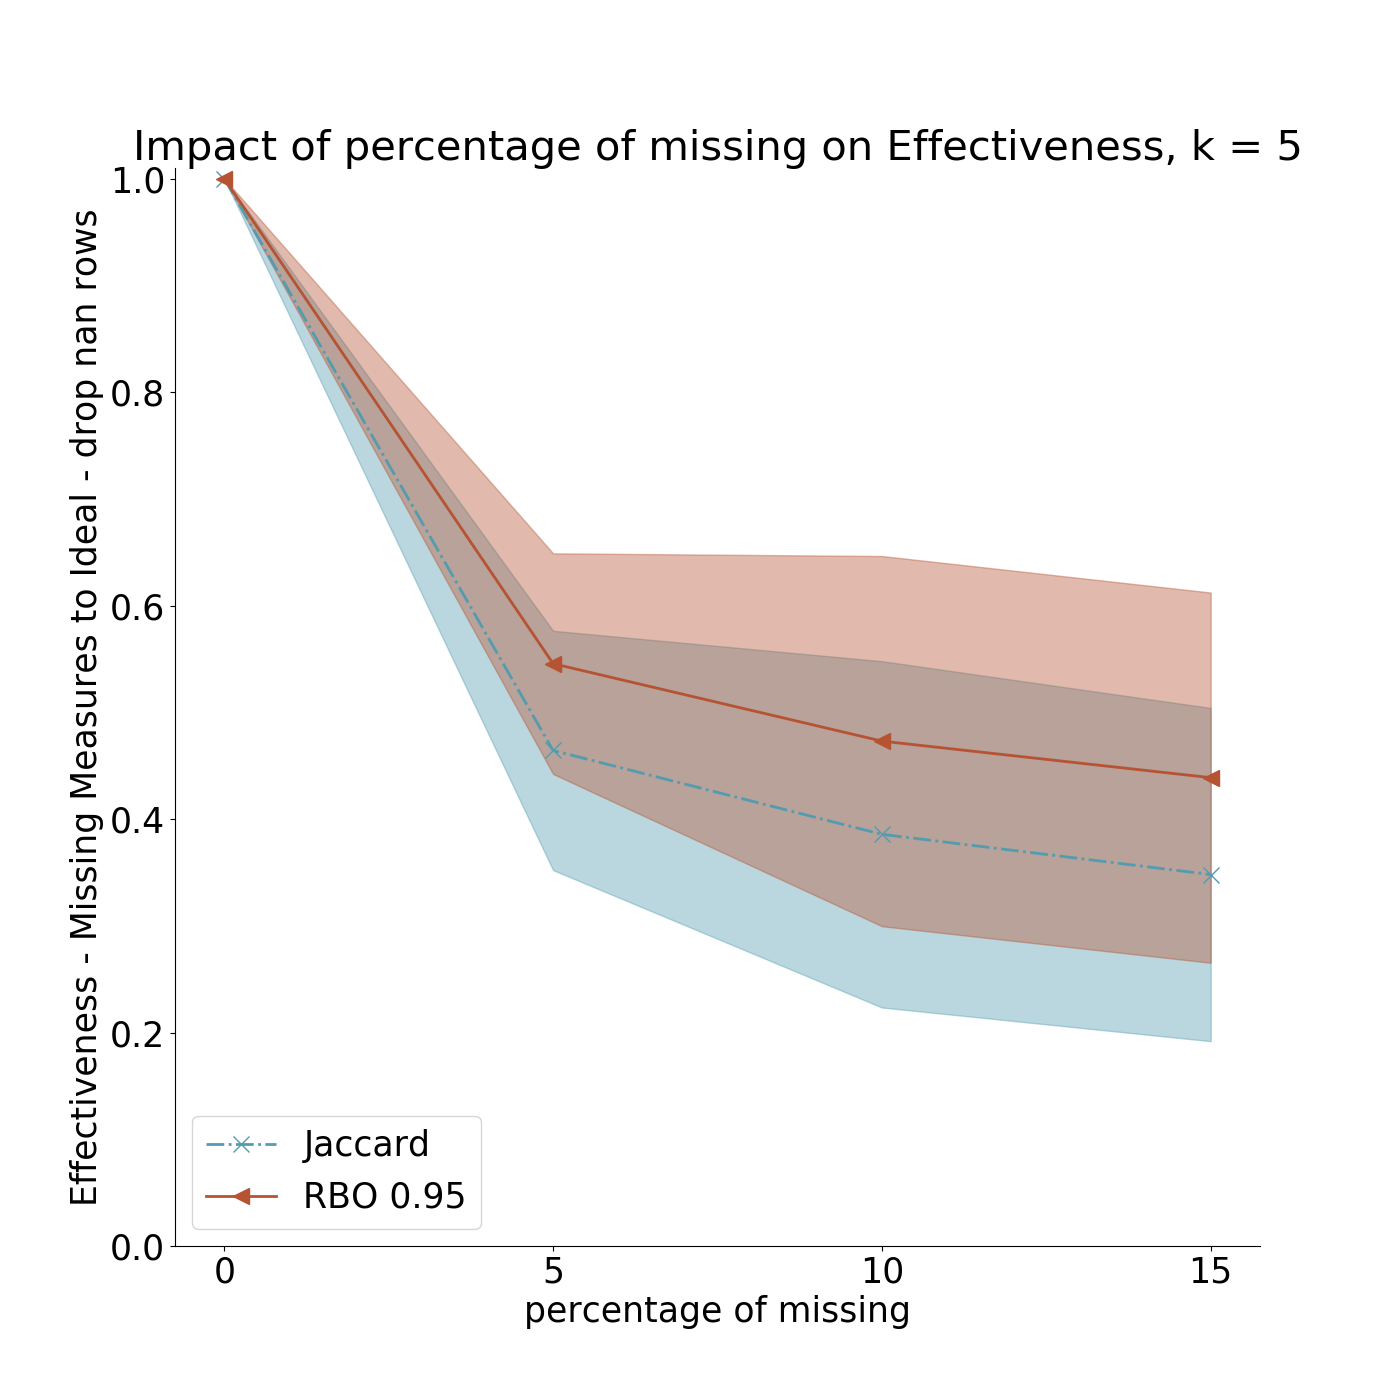 Impact of percentage of missing on Effectiveness, k = 5
Effectiveness - Missing Measures to Ideal - drop nan rows
1.0
0.8
0.6
0.4
0.2
0.0
Jaccard
RBO 0.95
0 5 10 15
percentage of missing